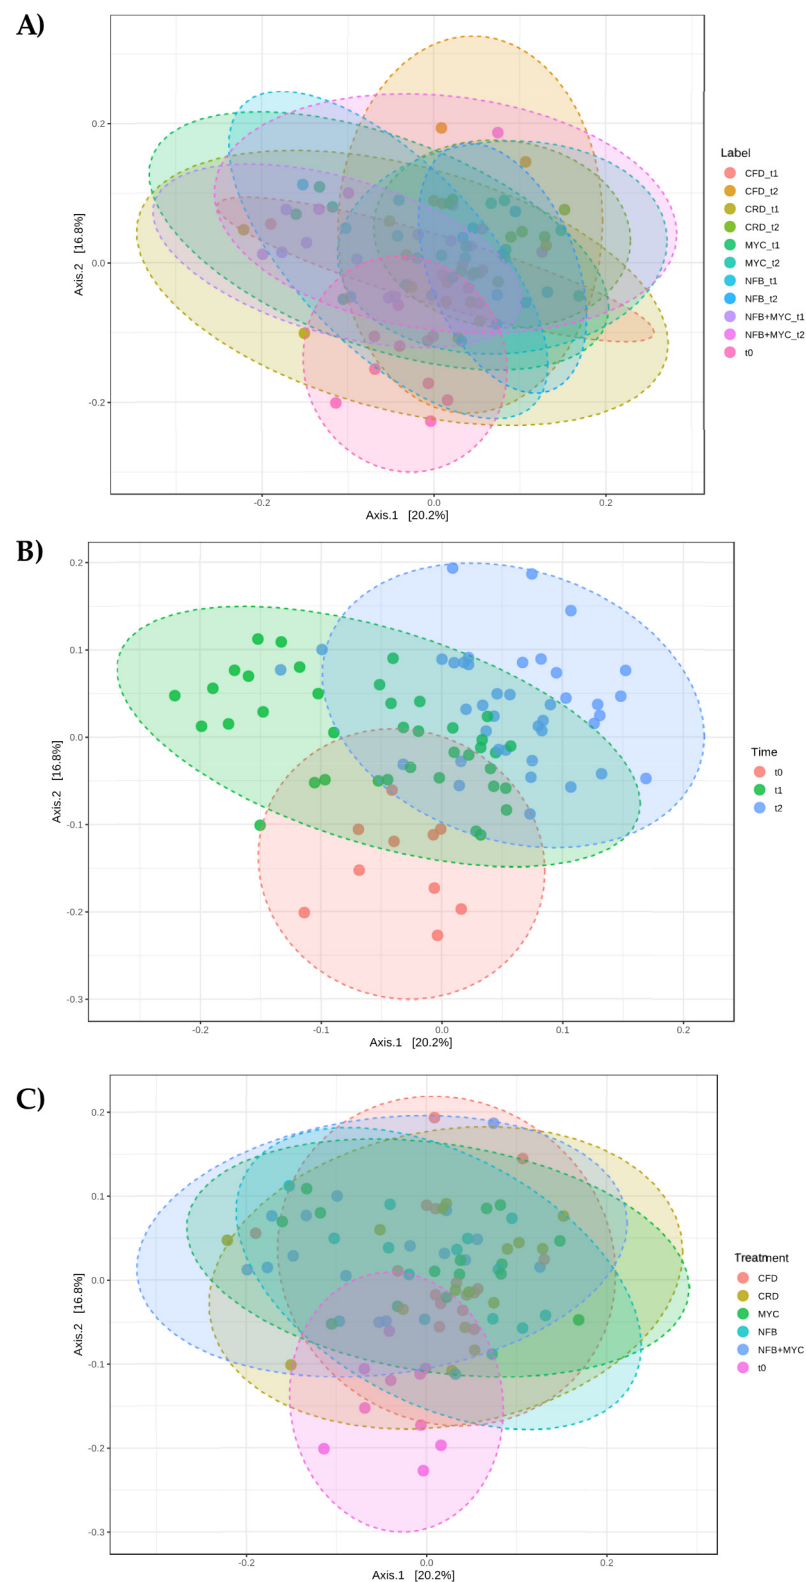 A)
Axis.2 [16.8%]
0.2
0.0
-0.2
-0.2
0.0
0.2
Axis.1 [20.2%]
Label
CFD_t1
CFD_t2
CRD_t1
CRD_t2
MYC_t1
MYC_t2
NFB_t1
NFB_t2
NFB+MYC_t1
NFB+MYC_t2
t0
B)
Axis.2 [16.8%]
0.2
0.1
0.0
-0.1
-0.2
-0.3
-0.2
-0.1
0.0
0.1
0.2
Axis.1 [20.2%]
Time
t0
t1
t2
C)
Axis.2 [16.8%]
0.2
0.1
0.0
-0.1
-0.2
-0.3
-0.2
0.0
0.2
Axis.1 [20.2%]
Treatment
CFD
CRD
MYC
NFB
NFB+MYC
t0